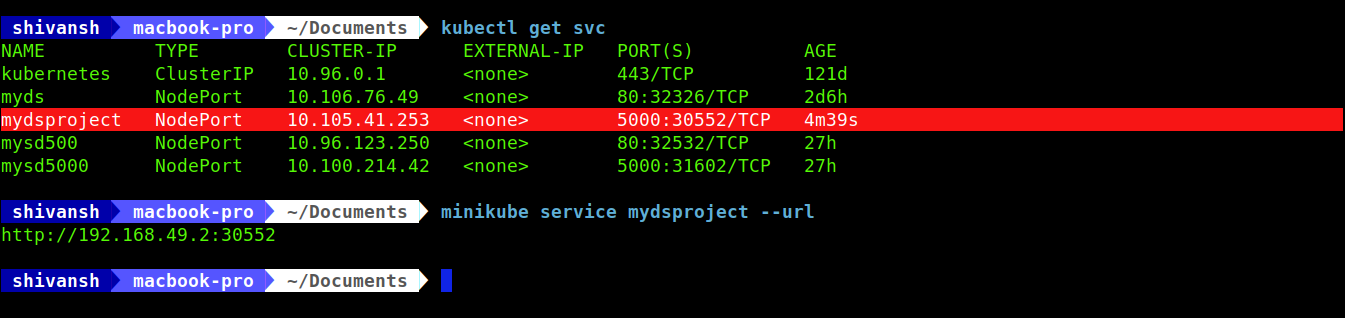 shivansh macbook-pro ~/Documents kubectl get svc
NAME TYPE CLUSTER-IP EXTERNAL-IP PORT(S) AGE
kubernetes ClusterIP 10.96.0.1 <none> 443/TCP 121d
myds NodePort 10.106.76.49 <none> 80:32326/TCP 2d6h
mydsproject NodePort 10.105.41.253 <none> 5000:30552/TCP 4m39s
mysd500 NodePort 10.96.123.250 <none> 80:32532/TCP 27h
mysd5000 NodePort 10.100.214.42 <none> 5000:31602/TCP 27h
shivansh macbook-pro ~/Documents minikube service mydsproject --url
http://192.168.49.2:30552
shivansh macbook-pro ~/Documents